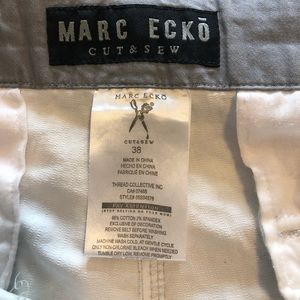 MARC ECKŌ
CUT & SEW
MARC ECKŌ
CUT&SEW
38
MADE IN CHINA
HECHO EN CHINA
FABRIQUÉ EN CHINE
THREAD COLLECTIVE INC
PAY ATTENTION!
98% COTTON 2% SPANDEX
EXCLUSIVE OF DECORATION
REMOVE BELT BEFORE WASHING
WASH SEPARATELY
MACHINE WASH COLD, AT GENTLE CYCLE
ONLY NON-CHLORINE BLEACH WHEN NEEDED
TUMBLE DRY LOW, REMOVE PROMPTLY